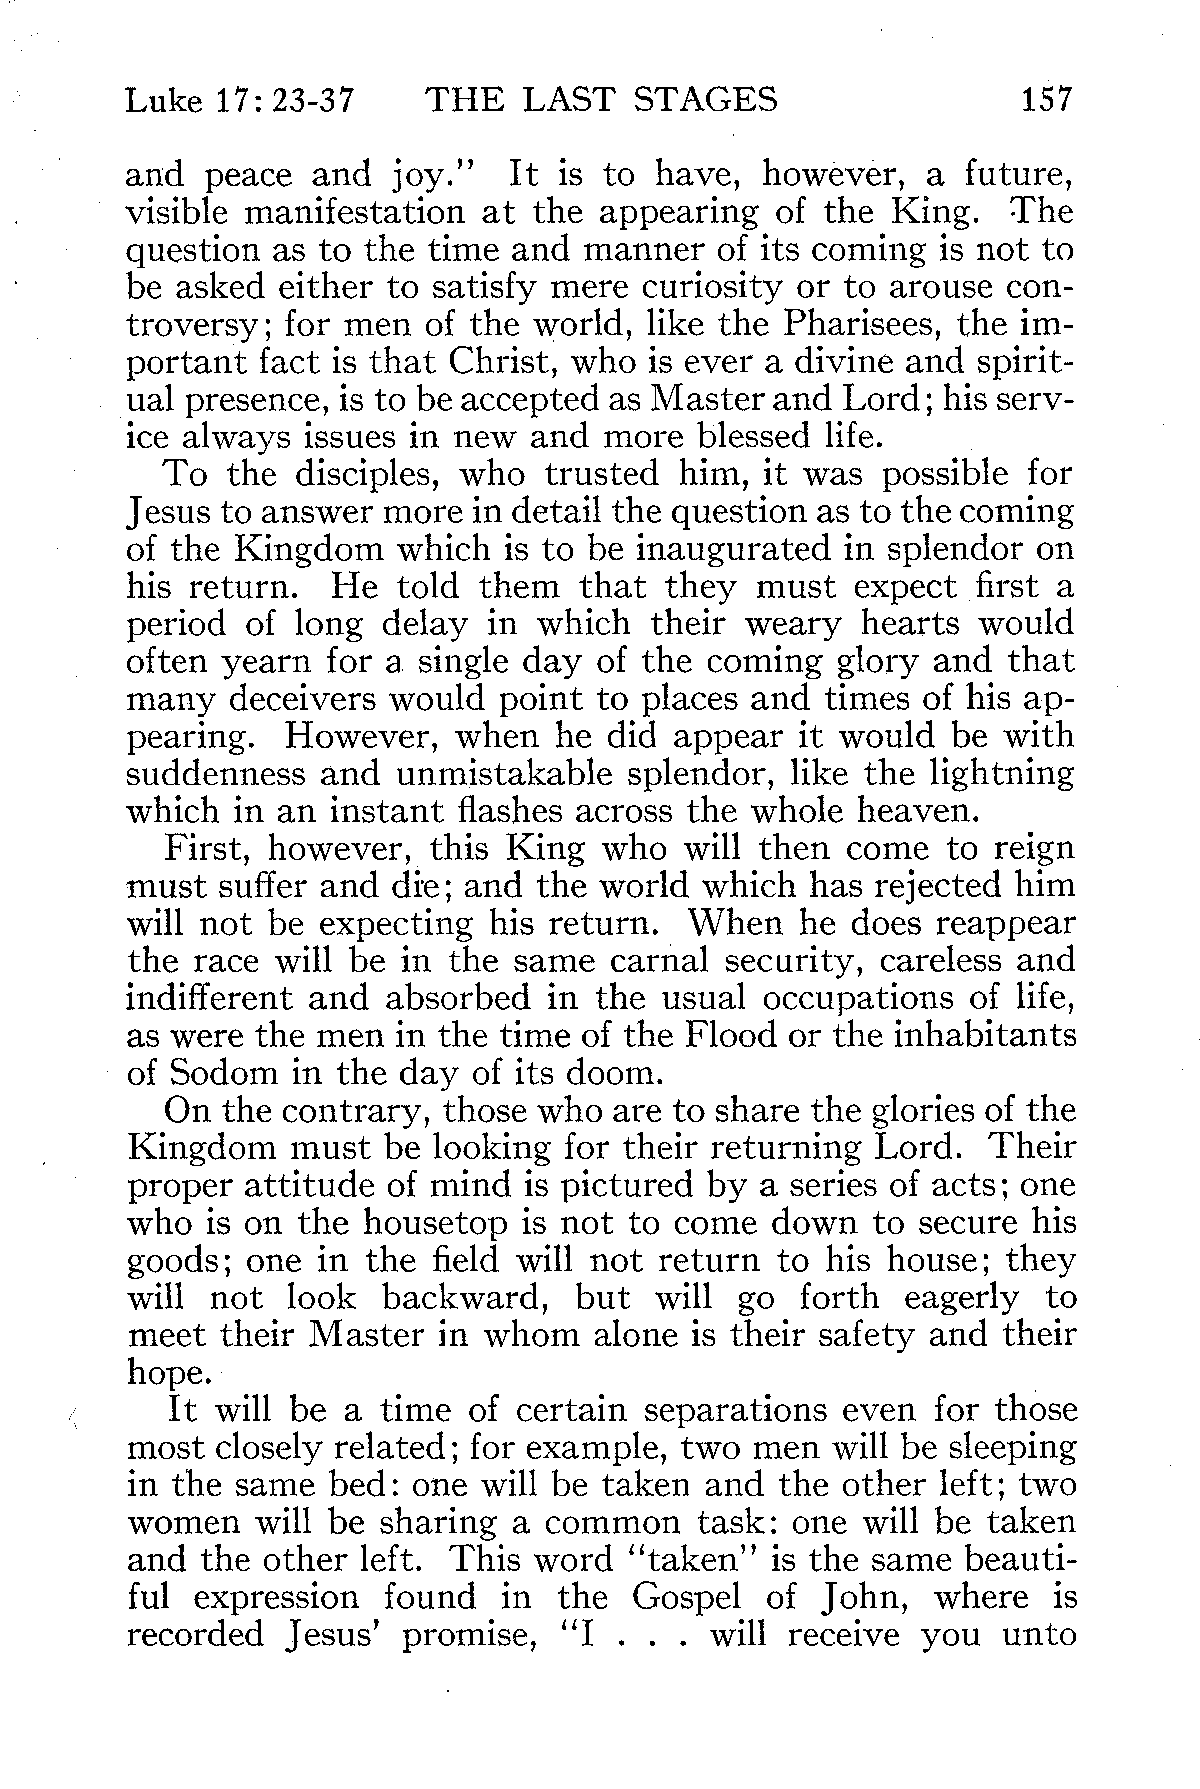 Luke 17: 23-37 THE LAST STAGES 157
and peace and joy." It is to have, however, a future,
visible manifestation at the appearing of the King. The
question as to the time and manner of its coming is not to
be asked either to satisfy mere curiosity or to arouse con-
troversy; for men of the world, like the Pharisees, the im-
portant fact is that Christ, who is ever a divine and spirit-
ual presence, is to be accepted as Master and Lord; his serv-
ice always issues in new and more blessed life.
To the disciples, who trusted him, it was possible for
Jesus to answer more in detail the question as to the coming
of the Kingdom which is to be inaugurated in splendor on
his return. He told them that they must expect first a
period of long delay in which their weary hearts would
often yearn for a single day of the coming glory and that
many deceivers would point to places and times of his ap-
pearing. However, when he did appear it would be with
suddenness and unmistakable splendor, like the lightning
which in an instant flashes across the whole heaven.
First, however, this King who will then come to reign
must suffer and die; and the world which has rejected him
will not be expecting his return. When he does reappear
the race will be in the same carnal security, careless and
indifferent and absorbed in the usual occupations of life,
as were the men in the time of the Flood or the inhabitants
of Sodom in the day of its doom.
On the contrary, those who are to share the glories of the
Kingdom must be looking for their returning Lord. Their
proper attitude of mind is pictured by a series of acts; one
who is on the housetop is not to come down to secure his
goods; one in the field will not return to his house; they
will not look backward, but will go forth eagerly to
meet their Master in whom alone is their safety and their
hope.
It will be a time of certain separations even for those
most closely related; for example, two men will be sleeping
in the same bed: one will be taken and the other left; two
women will be sharing a common task: one will be taken
and the other left. This word "taken" is the same beauti-
ful expression found in the Gospel of John, where is
recorded Jesus' promise, "I . . . will receive you unto